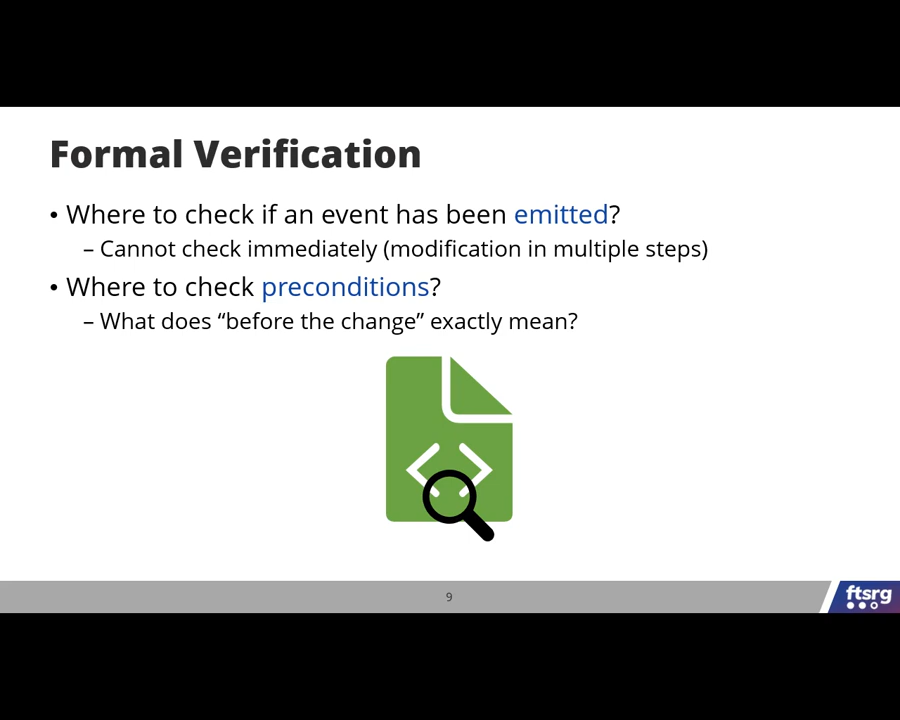 Formal Verification
• Where to check if an event has been emitted?
– Cannot check immediately (modification in multiple steps)
• Where to check preconditions?
– What does “before the change” exactly mean?
9
ftsrg